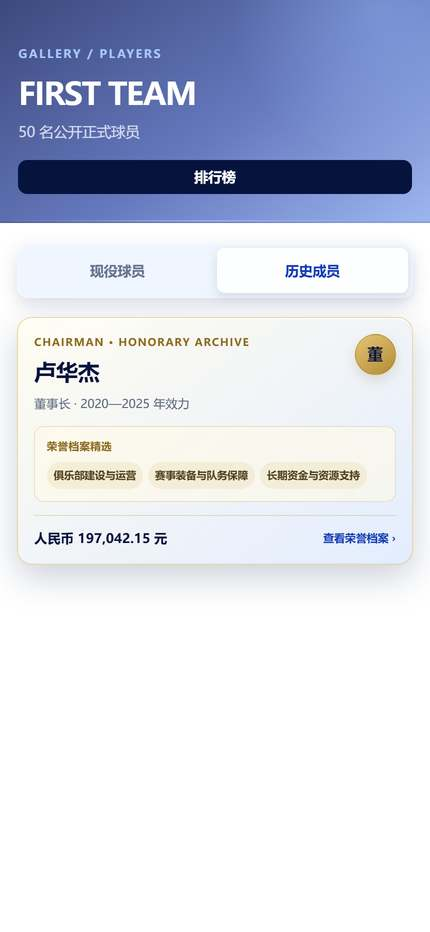 GALLERY / PLAYERS
FIRST TEAM
50 名公开正式球员
排行榜
现役球员 历史成员
CHAIRMAN • HONORARY ARCHIVE
董
卢华杰
董事长 · 2020—2025 年效力
荣誉档案精选
俱乐部建设与运营 赛事装备与队务保障 长期资金与资源支持
人民币 197,042.15 元 查看荣誉档案 ›